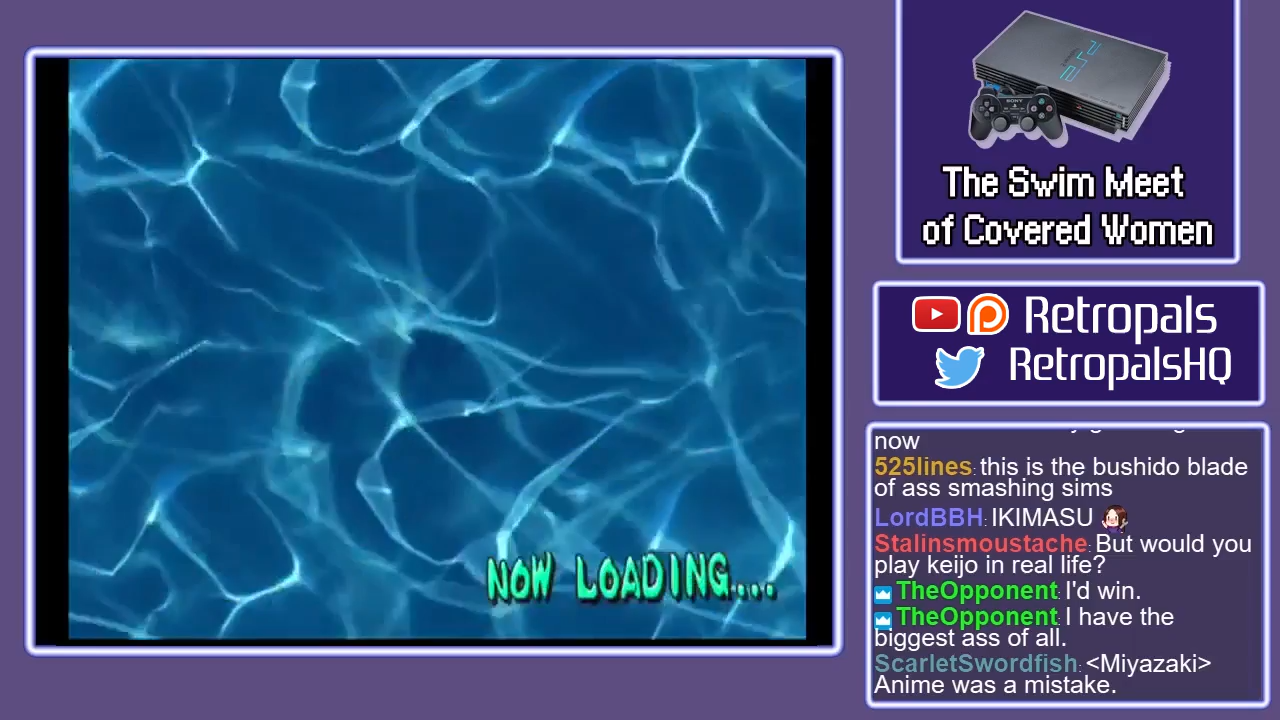 The Swim Meet
of Covered Women
Retropals
RetropalsHQ
now
525lines: this is the bushido blade
of ass smashing sims
LordBBH: IKIMASU
Stalinsmoustache: But would you
play keijo in real life?
TheOpponent: I'd win.
TheOpponent: I have the
biggest ass of all.
ScarletSwordfish: <Miyazaki>
Anime was a mistake.
NOW LOADING...